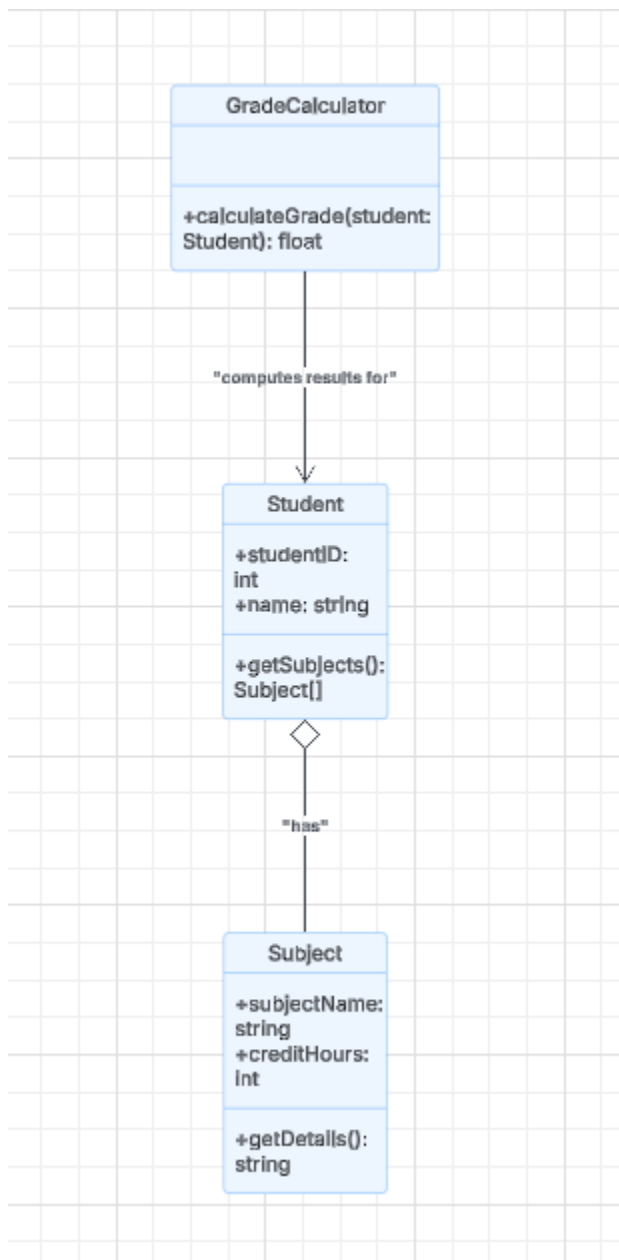 GradeCalculator
+calculateGrade(student:
Student): float
"computes results for"
Student
+studentID:
int
+name: string
+getSubjects():
Subject[]
"has"
Subject
+subjectName:
string
+creditHours:
int
+getDetails():
string